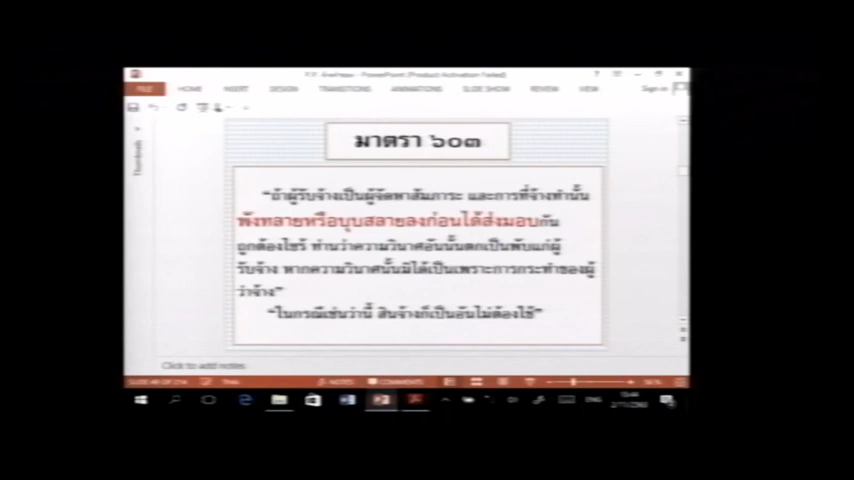 FILE HOME INSERT DESIGN TRANSITIONS ANIMATIONS SLIDE SHOW REVIEW VIEW Sign in
Thumbnails
มาตรา ๖๐๓
"ถ้าผู้รับจ้างเป็นผู้จัดหาสัมภาระ และการที่จ้างทำนั้น
พังทลายหรือบุบสลายลงก่อนได้ส่งมอบกัน
ถูกต้องไซร้ ท่านว่าความวินาศอันนั้นตกเป็นพับแก่ผู้
รับจ้าง หากความวินาศนั้นมิได้เป็นเพราะการกระทำของผู้
ว่าจ้าง"
"ในกรณีเช่นว่านี้ สินจ้างก็เป็นอันไม่ต้องใช้"
Click to add notes
NOTES COMMENTS
ENG